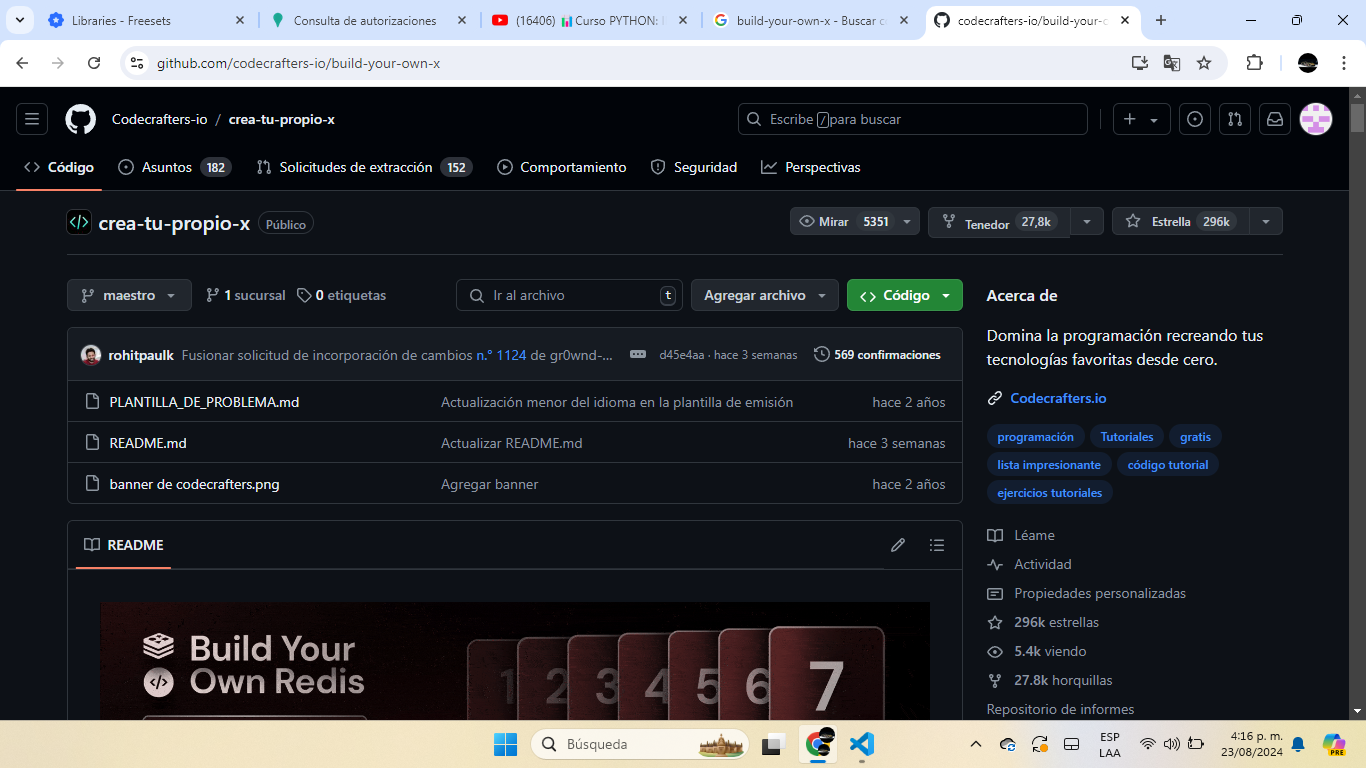 Libraries - Freesets
Consulta de autorizaciones
(16406) Curso PYTHON:
build-your-own-x - Buscar
codecrafters-io/build-your-
github.com/codecrafters-io/build-your-own-x
Codecrafters-io / crea-tu-propio-x
Escribe / para buscar
Código
Asuntos 182
Solicitudes de extracción 152
Comportamiento
Seguridad
Perspectivas
crea-tu-propio-x Público
Mirar 5351
Tenedor 27,8k
Estrella 296k
maestro
1 sucursal
0 etiquetas
Ir al archivo t
Agregar archivo
Código
rohitpaulk Fusionar solicitud de incorporación de cambios n.° 1124 de gr0wnd-... d45e4aa · hace 3 semanas 569 confirmaciones
PLANTILLA_DE_PROBLEMA.md Actualización menor del idioma en la plantilla de emisión hace 2 años
README.md Actualizar README.md hace 3 semanas
banner de codecrafters.png Agregar banner hace 2 años
README
Build Your
Own Redis
1 2 3 4 5 6 7
Acerca de
Domina la programación recreando tus
tecnologías favoritas desde cero.
Codecrafters.io
programación Tutoriales gratis
lista impresionante código tutorial
ejercicios tutoriales
Léame
Actividad
Propiedades personalizadas
296k estrellas
5.4k viendo
27.8k horquillas
Repositorio de informes
Búsqueda
ESP
LAA
4:16 p. m.
23/08/2024
PRE